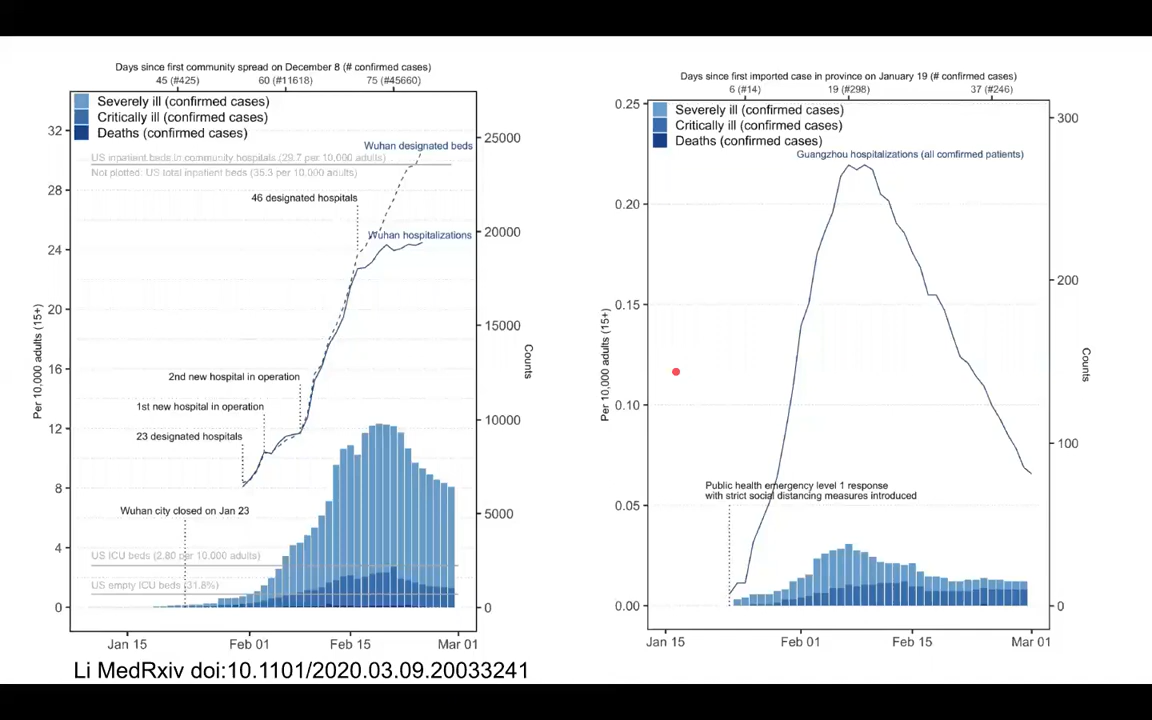 Days since first community spread on December 8 (# confirmed cases)
45 (#425) 60 (#11618) 75 (#45660)
Severely ill (confirmed cases)
Critically ill (confirmed cases)
Deaths (confirmed cases)
Wuhan designated beds
US inpatient beds in community hospitals (29.7 per 10,000 adults)
Not plotted: US total inpatient beds (35.3 per 10,000 adults)
46 designated hospitals
Wuhan hospitalizations
2nd new hospital in operation
1st new hospital in operation
23 designated hospitals
Wuhan city closed on Jan 23
US ICU beds (2.80 per 10,000 adults)
US empty ICU beds (31.8%)
Per 10,000 adults (15+)
32
28
24
20
16
12
8
4
0
25000
20000
15000
10000
5000
0
Counts
Jan 15 Feb 01 Feb 15 Mar 01
Li MedRxiv doi:10.1101/2020.03.09.20033241
Days since first imported case in province on January 19 (# confirmed cases)
6 (#14) 19 (#298) 37 (#246)
Severely ill (confirmed cases)
Critically ill (confirmed cases)
Deaths (confirmed cases)
Guangzhou hospitalizations (all comfirmed patients)
Public health emergency level 1 response
with strict social distancing measures introduced
Per 10,000 adults (15+)
0.25
0.20
0.15
0.10
0.05
0.00
300
200
100
0
Counts
Jan 15 Feb 01 Feb 15 Mar 01